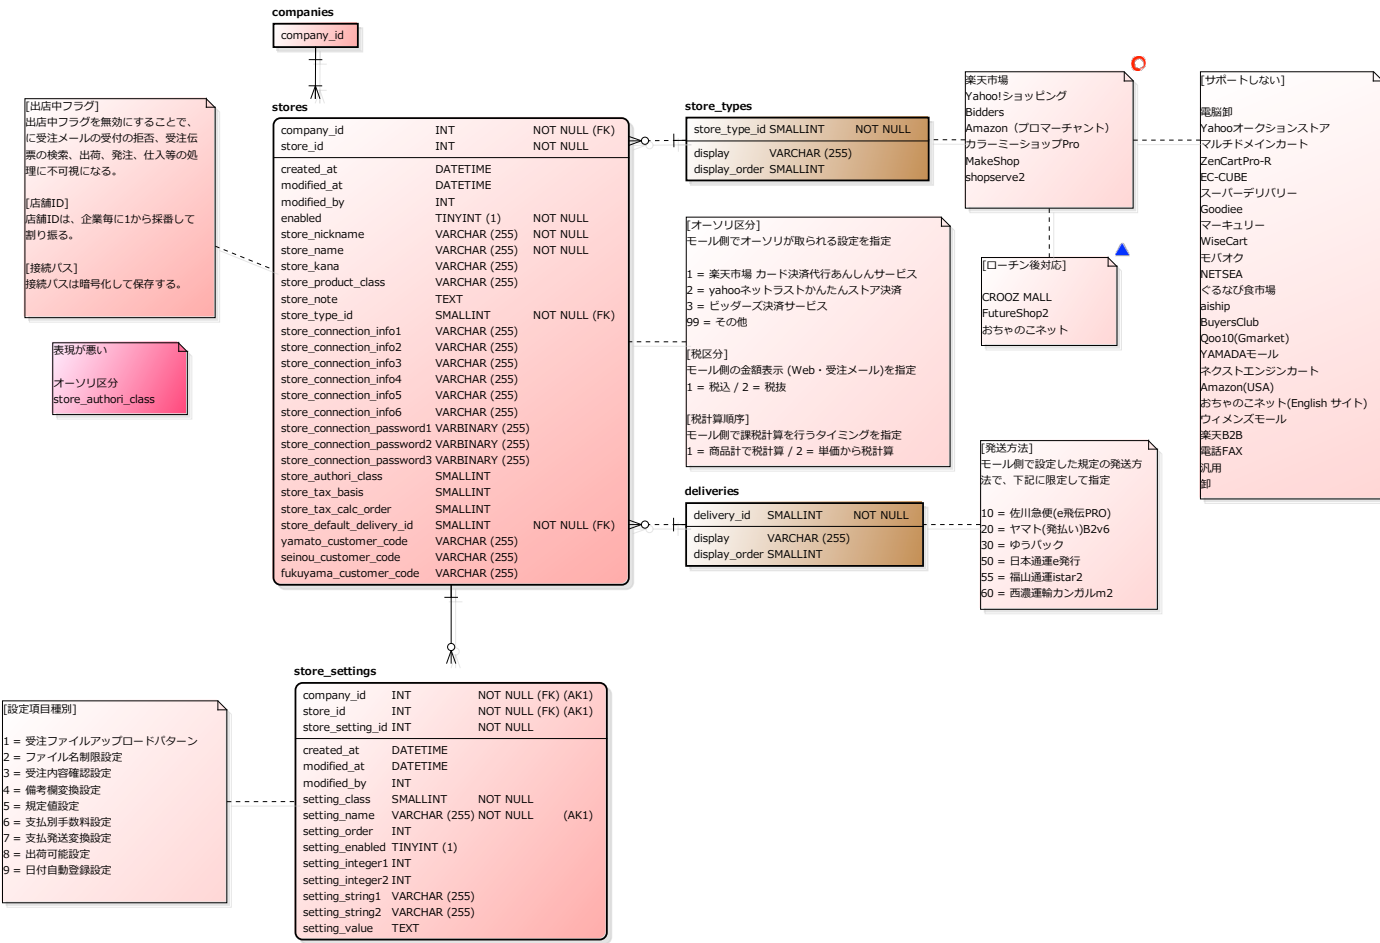 companies
company_id
stores
company_id INT NOT NULL (FK)
store_id INT NOT NULL
created_at DATETIME
modified_at DATETIME
modified_by INT
enabled TINYINT (1) NOT NULL
store_nickname VARCHAR (255) NOT NULL
store_name VARCHAR (255) NOT NULL
store_kana VARCHAR (255)
store_product_class VARCHAR (255)
store_note TEXT
store_type_id SMALLINT NOT NULL (FK)
store_connection_info1 VARCHAR (255)
store_connection_info2 VARCHAR (255)
store_connection_info3 VARCHAR (255)
store_connection_info4 VARCHAR (255)
store_connection_info5 VARCHAR (255)
store_connection_info6 VARCHAR (255)
store_connection_password1 VARBINARY (255)
store_connection_password2 VARBINARY (255)
store_connection_password3 VARBINARY (255)
store_authori_class SMALLINT
store_tax_basis SMALLINT
store_tax_calc_order SMALLINT
store_default_delivery_id SMALLINT NOT NULL (FK)
yamato_customer_code VARCHAR (255)
seinou_customer_code VARCHAR (255)
fukuyama_customer_code VARCHAR (255)
[出店中フラグ]
出店中フラグを無効にすることで、
に受注メールの受付の拒否、受注伝
票の検索、出荷、発注、仕入等の処
理に不可視になる。
[店舗ID]
店舗IDは、企業毎に1から採番して
割り振る。
[接続パス]
接続パスは暗号化して保存する。
表現が悪い
オーソリ区分
store_authori_class
store_types
store_type_id SMALLINT NOT NULL
display VARCHAR (255)
display_order SMALLINT
楽天市場
Yahoo!ショッピング
Bidders
Amazon（プロマーチャント）
カラーミーショップPro
MakeShop
shopserve2
[ローチン後対応]
CROOZ MALL
FutureShop2
おちゃのこネット
[サポートしない]
電脳卸
Yahooオークションストア
マルチドメインカート
ZenCartPro-R
EC-CUBE
スーパーデリバリー
Goodiee
マーキュリー
WiseCart
モバオク
NETSEA
ぐるなび食市場
aiship
BuyersClub
Qoo10(Gmarket)
YAMADAモール
ネクストエンジンカート
Amazon(USA)
おちゃのこネット(English サイト)
ウィメンズモール
楽天B2B
電話FAX
汎用
卸
[オーソリ区分]
モール側でオーソリが取られる設定を指定
1 = 楽天市場 カード決済代行あんしんサービス
2 = yahooネットラストかんたんストア決済
3 = ビッダーズ決済サービス
99 = その他
[税区分]
モール側の金額表示 (Web・受注メール)を指定
1 = 税込 / 2 = 税抜
[税計算順序]
モール側で課税計算を行うタイミングを指定
1 = 商品計で税計算 / 2 = 単価から税計算
deliveries
delivery_id SMALLINT NOT NULL
display VARCHAR (255)
display_order SMALLINT
[発送方法]
モール側で設定した規定の発送方
法で、下記に限定して指定
10 = 佐川急便(e飛伝PRO)
20 = ヤマト(発払い)B2v6
30 = ゆうパック
50 = 日本通運e発行
55 = 福山通運istar2
60 = 西濃運輸カンガルm2
store_settings
company_id INT NOT NULL (FK) (AK1)
store_id INT NOT NULL (FK) (AK1)
store_setting_id INT NOT NULL
created_at DATETIME
modified_at DATETIME
modified_by INT
setting_class SMALLINT NOT NULL
setting_name VARCHAR (255) NOT NULL (AK1)
setting_order INT
setting_enabled TINYINT (1)
setting_integer1 INT
setting_integer2 INT
setting_string1 VARCHAR (255)
setting_string2 VARCHAR (255)
setting_value TEXT
[設定項目種別]
1 = 受注ファイルアップロードパターン
2 = ファイル名制限設定
3 = 受注内容確認設定
4 = 備考欄変換設定
5 = 規定値設定
6 = 支払別手数料設定
7 = 支払発送変換設定
8 = 出荷可能設定
9 = 日付自動登録設定